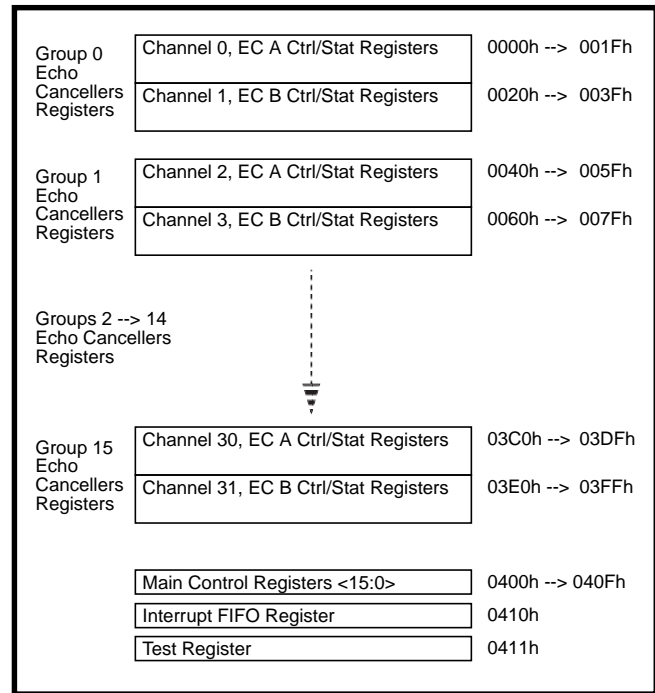 Group 0
Echo
Cancellers
Registers
Channel 0, EC A Ctrl/Stat Registers
0000h --> 001Fh
Channel 1, EC B Ctrl/Stat Registers
0020h --> 003Fh
Group 1
Echo
Cancellers
Registers
Channel 2, EC A Ctrl/Stat Registers
0040h --> 005Fh
Channel 3, EC B Ctrl/Stat Registers
0060h --> 007Fh
Groups 2 --> 14
Echo Cancellers
Registers
Group 15
Echo
Cancellers
Registers
Channel 30, EC A Ctrl/Stat Registers
03C0h --> 03DFh
Channel 31, EC B Ctrl/Stat Registers
03E0h --> 03FFh
Main Control Registers <15:0>
0400h --> 040Fh
Interrupt FIFO Register
0410h
Test Register
0411h